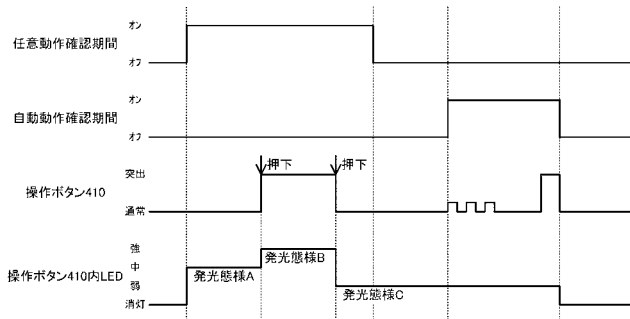 任意動作確認期間
オン
オフ
自動動作確認期間
オン
オフ
操作ボタン410
突出
通常
押下
押下
操作ボタン410内LED
強
中
弱
消灯
発光態様A
発光態様B
発光態様C